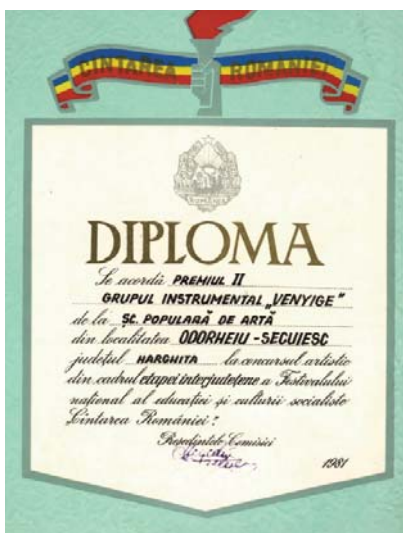 CÎNTAREA ROMÂNIEI
ROMÂNIA
DIPLOMA
Se acordă PREMIUL II
GRUPUL INSTRUMENTAL „VENYIGE"
de la ȘC. POPULARĂ DE ARTĂ
din localitatea ODORHEIU-SECUIESC
județul HARGHITA la concursul artistic
din cadrul etapei interjudețene a Festivalului
național al educației și culturii socialiste
Cîntarea României"
Președintele Comisiei
1981